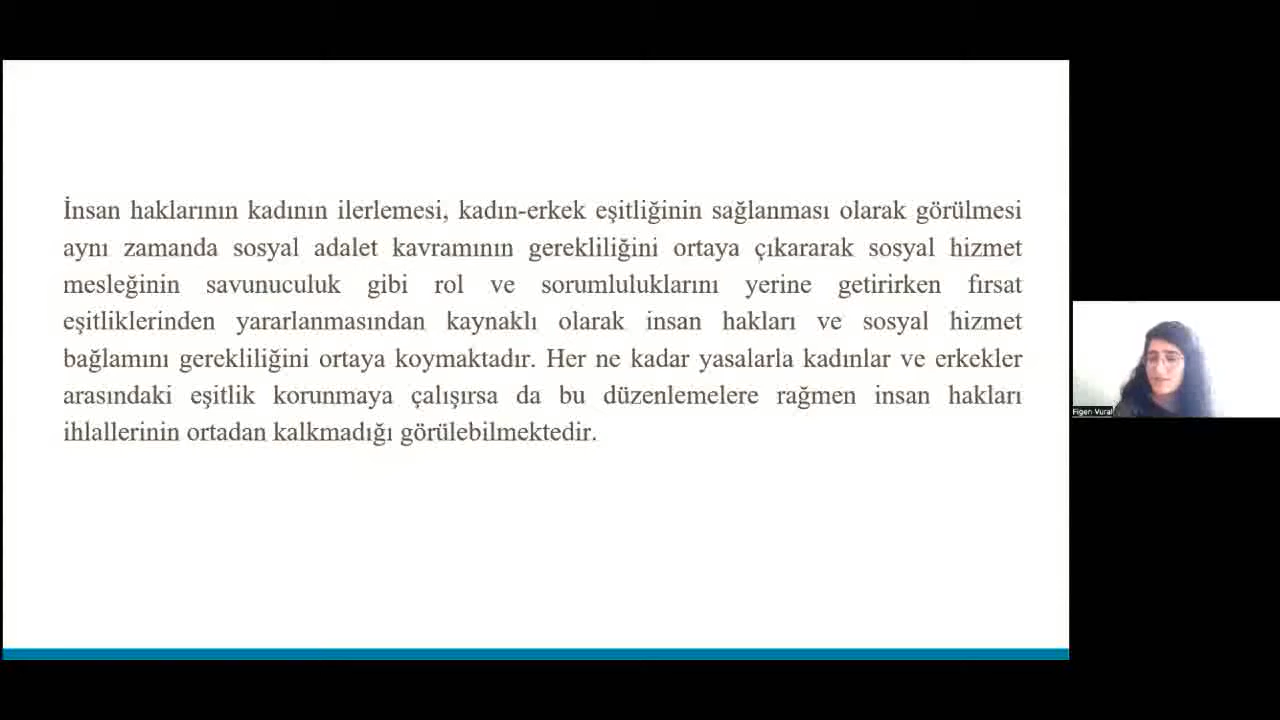 İnsan haklarının kadının ilerlemesi, kadın-erkek eşitliğinin sağlanması olarak görülmesi
aynı zamanda sosyal adalet kavramının gerekliliğini ortaya çıkararak sosyal hizmet
mesleğinin savunuculuk gibi rol ve sorumluluklarını yerine getirirken fırsat
eşitliklerinden yararlanmasından kaynaklı olarak insan hakları ve sosyal hizmet
bağlamını gerekliliğini ortaya koymaktadır. Her ne kadar yasalarla kadınlar ve erkekler
arasındaki eşitlik korunmaya çalışırsa da bu düzenlemelere rağmen insan hakları
ihlallerinin ortadan kalkmadığı görülebilmektedir.
Figen Vural